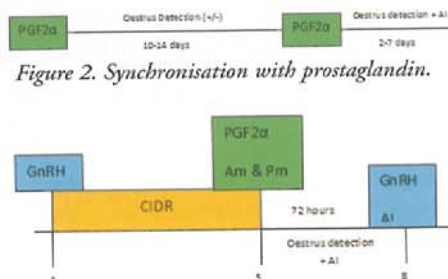 Oestrus Detection (+/-)
Oestrus detection + AI
PGF2α
PGF2α
10-14 days
2-7 days
Figure 2. Synchronisation with prostaglandin.
PGF2α
Am & Pm
GnRH
GnRH
AI
CIDR
72 hours
Oestrus detection
+ AI
5
8